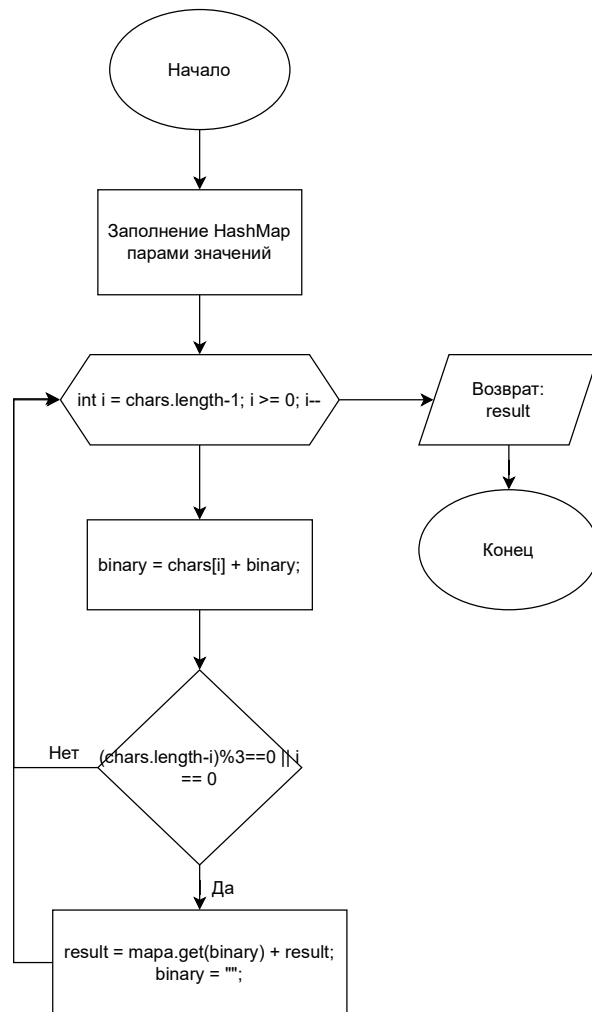 Начало
Заполнение HashMap
парами значений
int i = chars.length-1; i >= 0; i--
Возврат:
result
binary = chars[i] + binary;
Конец
Нет
(chars.length-i)%3==0 || i
== 0
Да
result = mapa.get(binary) + result;
binary = "";